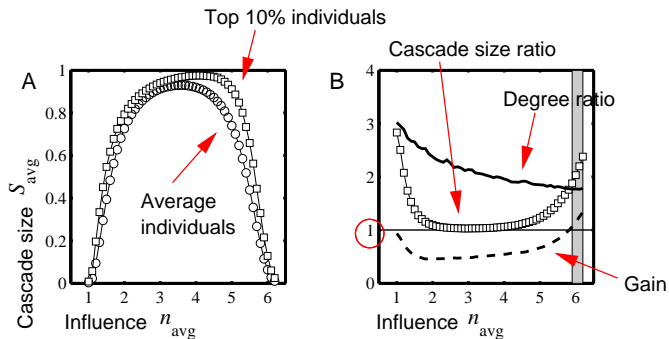 Top 10% individuals
A
Cascade size S_avg
1
0.8
0.6
0.4
0.2
0
Average
individuals
1 2 3 4 5 6
Influence n_avg
B
Cascade size ratio
Degree ratio
4
3
2
1
0
Gain
1 2 3 4 5 6
Influence n_avg